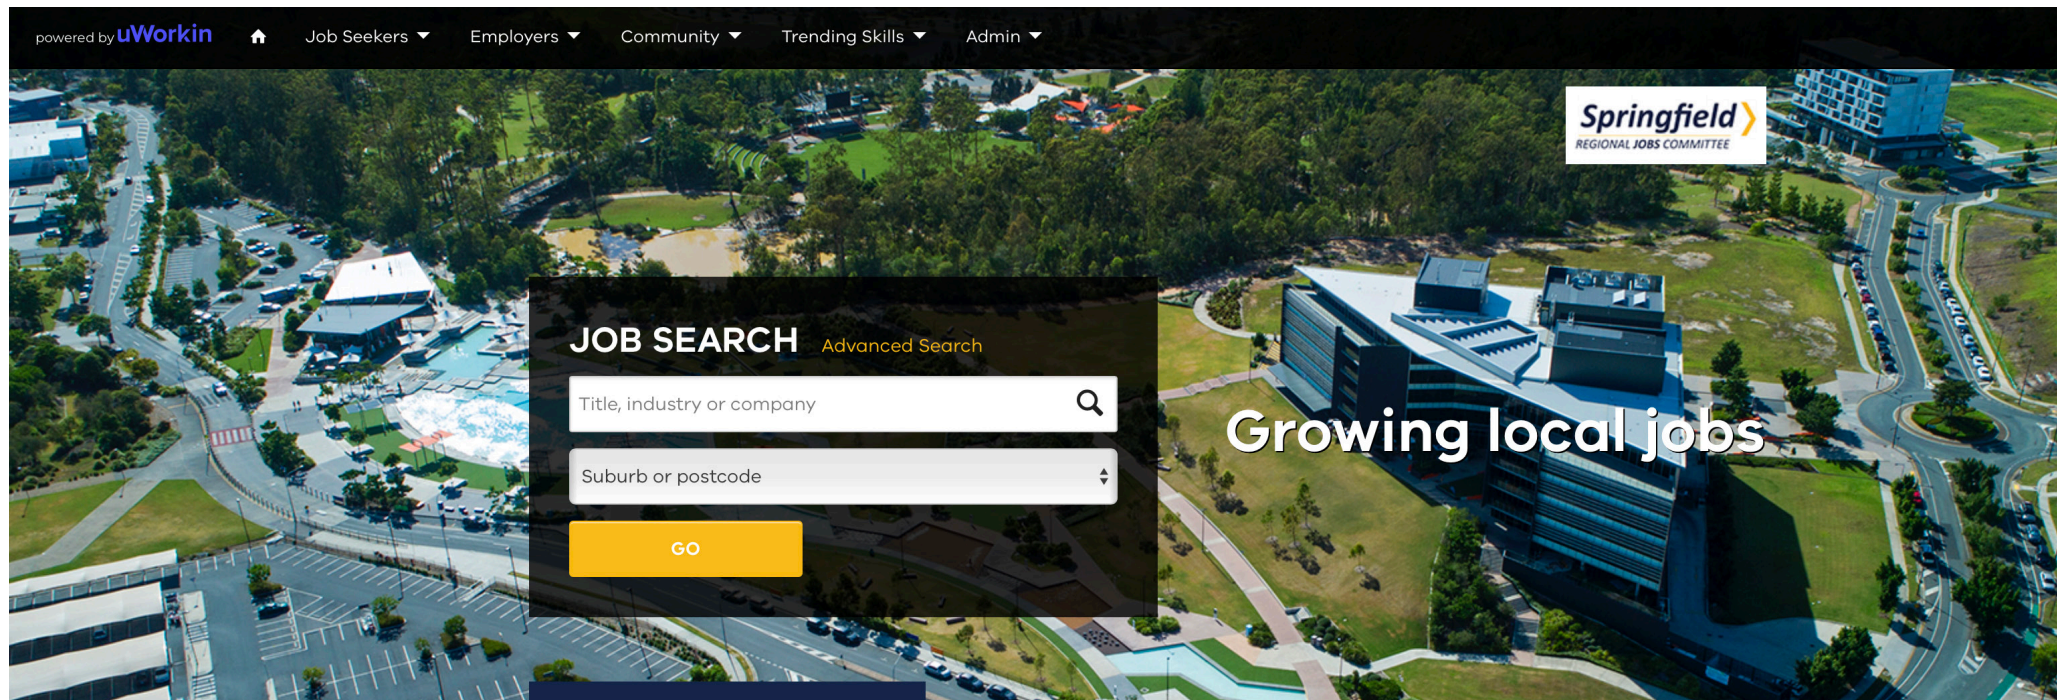 powered by uWorkin
Job Seekers
Employers
Community
Trending Skills
Admin
Springfield
REGIONAL JOBS COMMITTEE
JOB SEARCH
Advanced Search
Title, industry or company
Suburb or postcode
GO
Growing local jobs